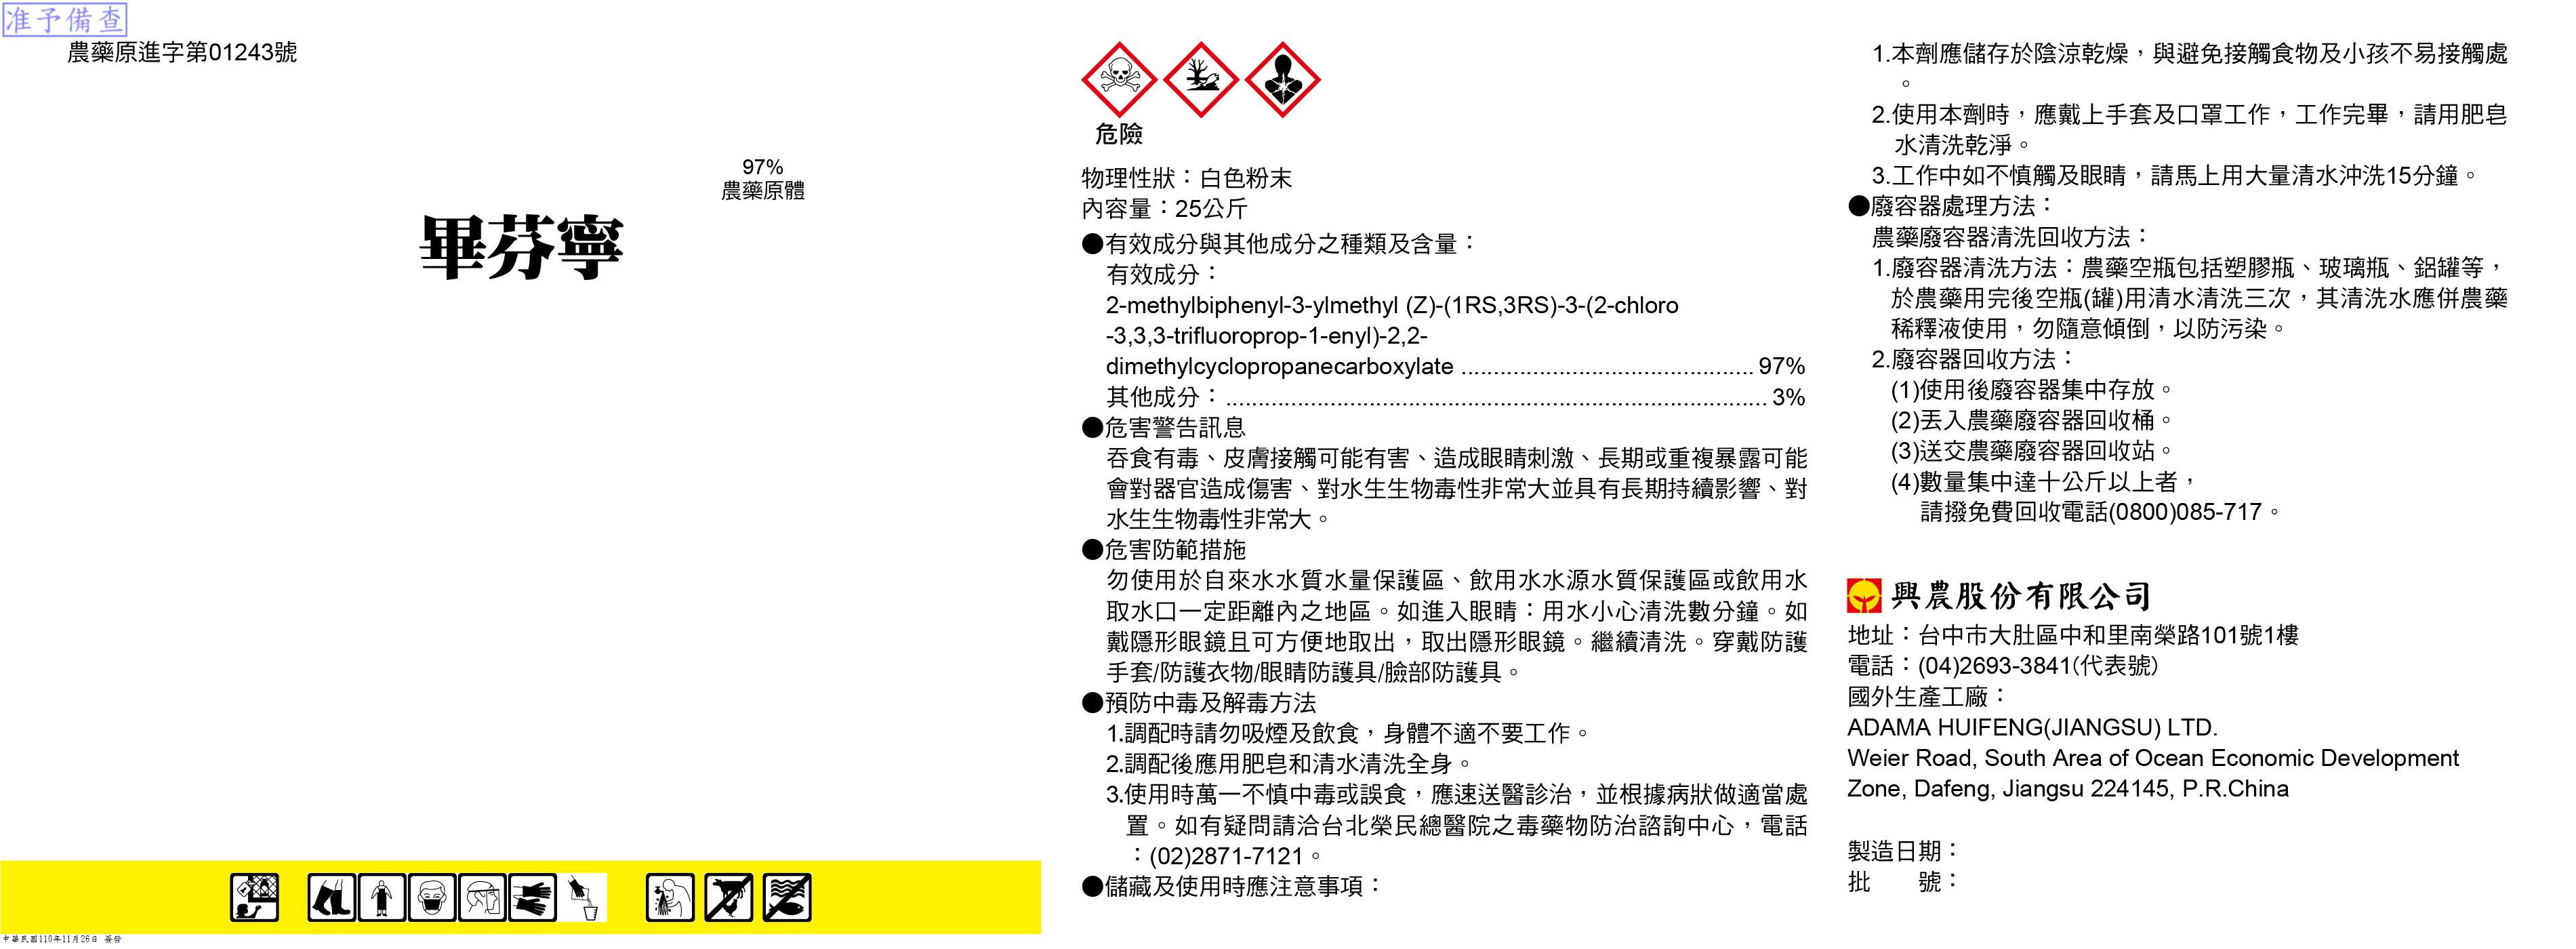 准予備查
農藥原進字第01243號
97%
農藥原體
畢芬寧
中華民國110年11月26日 簽發
危險
物理性狀：白色粉末
內容量：25公斤
●有效成分與其他成分之種類及含量：
有效成分：
2-methylbiphenyl-3-ylmethyl (Z)-(1RS,3RS)-3-(2-chloro
-3,3,3-trifluoroprop-1-enyl)-2,2-
dimethylcyclopropanecarboxylate ............................................. 97%
其他成分：.................................................................................... 3%
●危害警告訊息
吞食有毒、皮膚接觸可能有害、造成眼睛刺激、長期或重複暴露可能
會對器官造成傷害、對水生生物毒性非常大並具有長期持續影響、對
水生生物毒性非常大。
●危害防範措施
勿使用於自來水水質水量保護區、飲用水水源水質保護區或飲用水
取水口一定距離內之地區。如進入眼睛：用水小心清洗數分鐘。如
戴隱形眼鏡且可方便地取出，取出隱形眼鏡。繼續清洗。穿戴防護
手套/防護衣物/眼睛防護具/臉部防護具。
●預防中毒及解毒方法
1.調配時請勿吸煙及飲食，身體不適不要工作。
2.調配後應用肥皂和清水清洗全身。
3.使用時萬一不慎中毒或誤食，應速送醫診治，並根據病狀做適當處
置。如有疑問請洽台北榮民總醫院之毒藥物防治諮詢中心，電話
：(02)2871-7121。
●儲藏及使用時應注意事項：
1.本劑應儲存於陰涼乾燥，與避免接觸食物及小孩不易接觸處
。
2.使用本劑時，應戴上手套及口罩工作，工作完畢，請用肥皂
水清洗乾淨。
3.工作中如不慎觸及眼睛，請馬上用大量清水沖洗15分鐘。
●廢容器處理方法：
農藥廢容器清洗回收方法：
1.廢容器清洗方法：農藥空瓶包括塑膠瓶、玻璃瓶、鋁罐等，
於農藥用完後空瓶(罐)用清水清洗三次，其清洗水應併農藥
稀釋液使用，勿隨意傾倒，以防污染。
2.廢容器回收方法：
(1)使用後廢容器集中存放。
(2)丟入農藥廢容器回收桶。
(3)送交農藥廢容器回收站。
(4)數量集中達十公斤以上者，
請撥免費回收電話(0800)085-717。
興農股份有限公司
地址：台中市大肚區中和里南榮路101號1樓
電話：(04)2693-3841(代表號)
國外生產工廠：
ADAMA HUIFENG(JIANGSU) LTD.
Weier Road, South Area of Ocean Economic Development
Zone, Dafeng, Jiangsu 224145, P.R.China
製造日期：
批　　號：